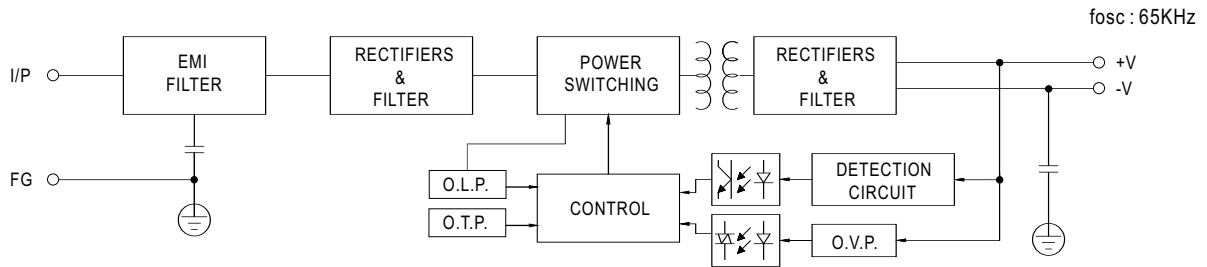 fosc : 65KHz
I/P
EMI
FILTER
RECTIFIERS
&
FILTER
POWER
SWITCHING
RECTIFIERS
&
FILTER
+V
-V
FG
O.L.P.
O.T.P.
CONTROL
DETECTION
CIRCUIT
O.V.P.